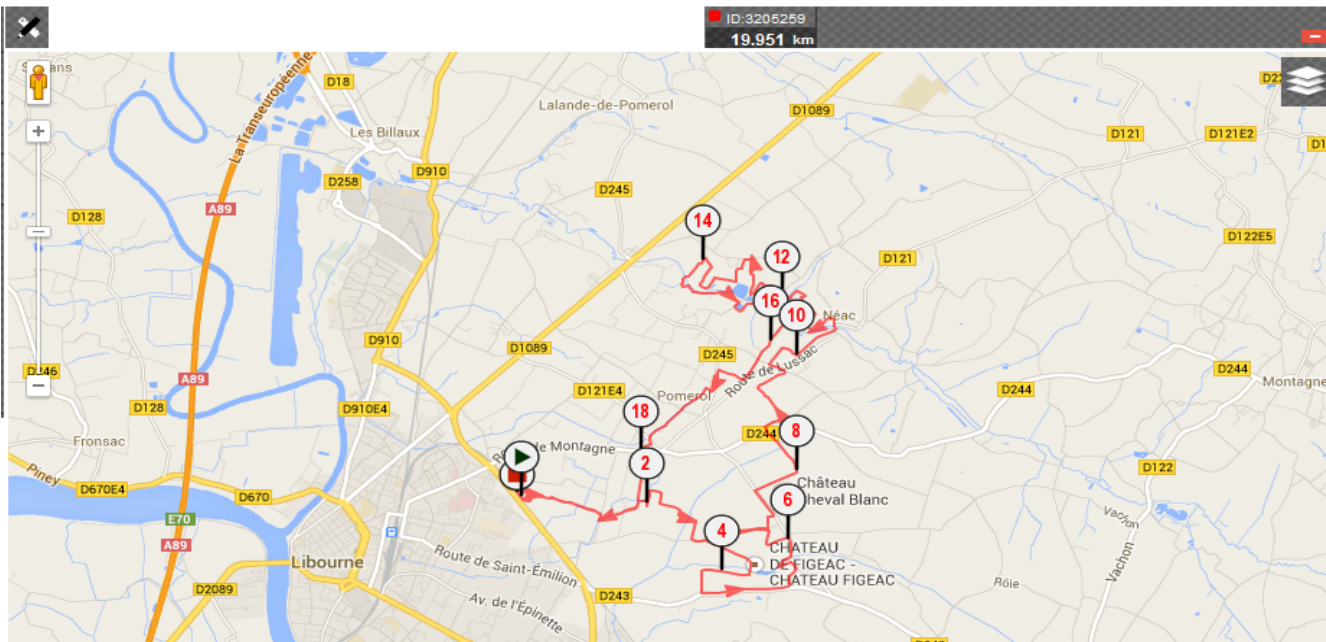 ID:3205259
19.951 km
D18
La Transeuropéenne
Lalande-de-Pomerol
D1089
Les Billaux
D121
D121E2
D910
D258
D245
A89
D128
14
D122E5
12
D121
16
10
Néac
D910
D1089
D245
Route de Lussac
D246
A89
D121E4
Pomerol
D244
D244
Montagne
D128
D910E4
18
D244
8
Fronsac
de Montagne
2
D122
Piney
D670E4
D670
Château
Cheval Blanc
6
E70
A89
4
Vachon
CHATEAU
DE FIGEAC -
CHATEAU FIGEAC
Libourne
Route de Saint-Émilion
Vachon
Rôie
D2089
Av. de l'Épinette
D243